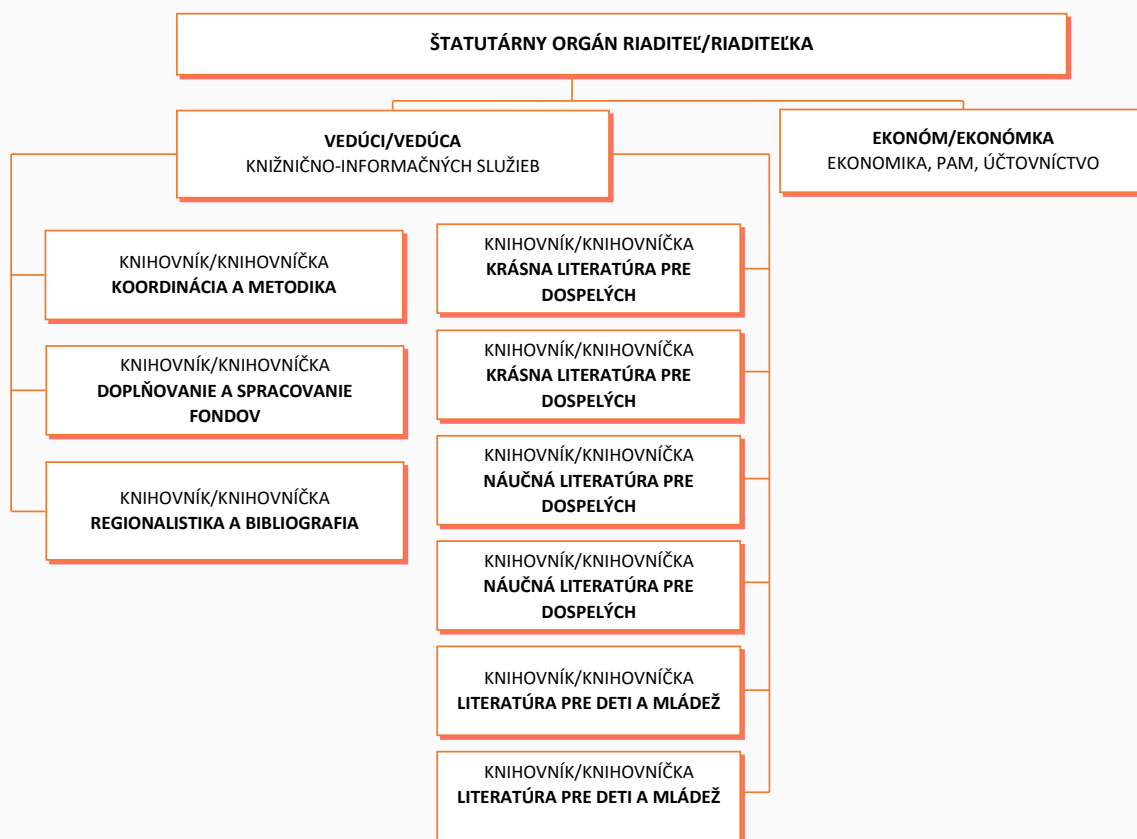 ŠTATUTÁRNY ORGÁN RIADITEĽ/RIADITEĽKA
VEDÚCI/VEDÚCA
KNIŽNIČNO-INFORMAČNÝCH SLUŽIEB
EKONÓM/EKONÓMKA
EKONOMIKA, PAM, ÚČTOVNÍCTVO
KNIHOVNÍK/KNIHOVNÍČKA
KOORDINÁCIA A METODIKA
KNIHOVNÍK/KNIHOVNÍČKA
DOPLŇOVANIE A SPRACOVANIE
FONDOV
KNIHOVNÍK/KNIHOVNÍČKA
REGIONALISTIKA A BIBLIOGRAFIA
KNIHOVNÍK/KNIHOVNÍČKA
KRÁSNA LITERATÚRA PRE
DOSPELÝCH
KNIHOVNÍK/KNIHOVNÍČKA
KRÁSNA LITERATÚRA PRE
DOSPELÝCH
KNIHOVNÍK/KNIHOVNÍČKA
NÁUČNÁ LITERATÚRA PRE
DOSPELÝCH
KNIHOVNÍK/KNIHOVNÍČKA
NÁUČNÁ LITERATÚRA PRE
DOSPELÝCH
KNIHOVNÍK/KNIHOVNÍČKA
LITERATÚRA PRE DETI A MLÁDEŽ
KNIHOVNÍK/KNIHOVNÍČKA
LITERATÚRA PRE DETI A MLÁDEŽ